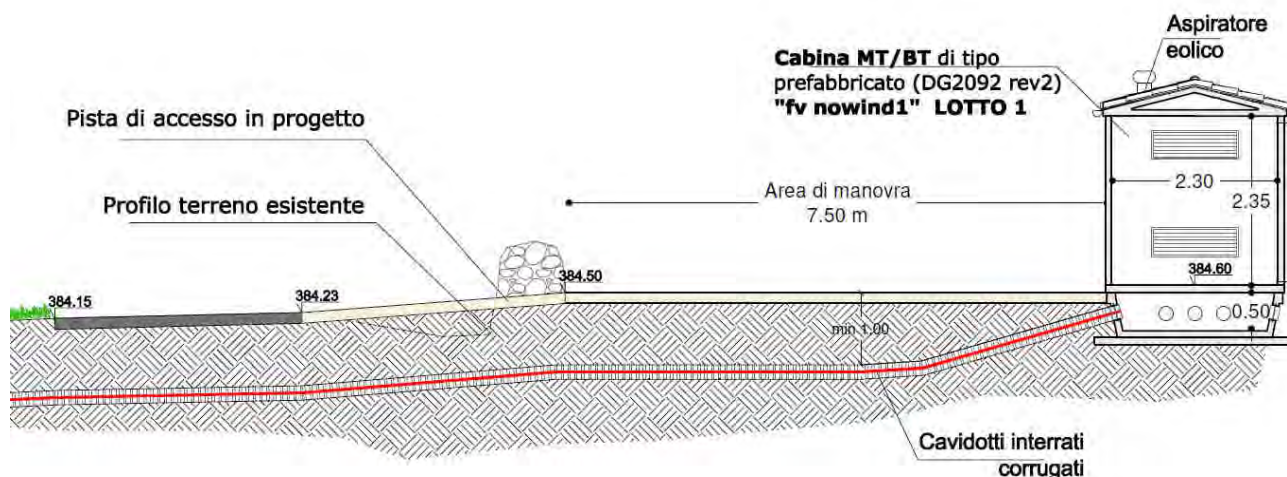 Aspiratore
eolico
Cabina MT/BT di tipo
prefabbricato (DG2092 rev2)
"fv nowind1" LOTTO 1
Pista di accesso in progetto
Profilo terreno esistente
Area di manovra
7.50 m
2.30
2.35
384.15
384.23
384.50
384.60
min 1.00
0.50
Cavidotti interrati
corrugati